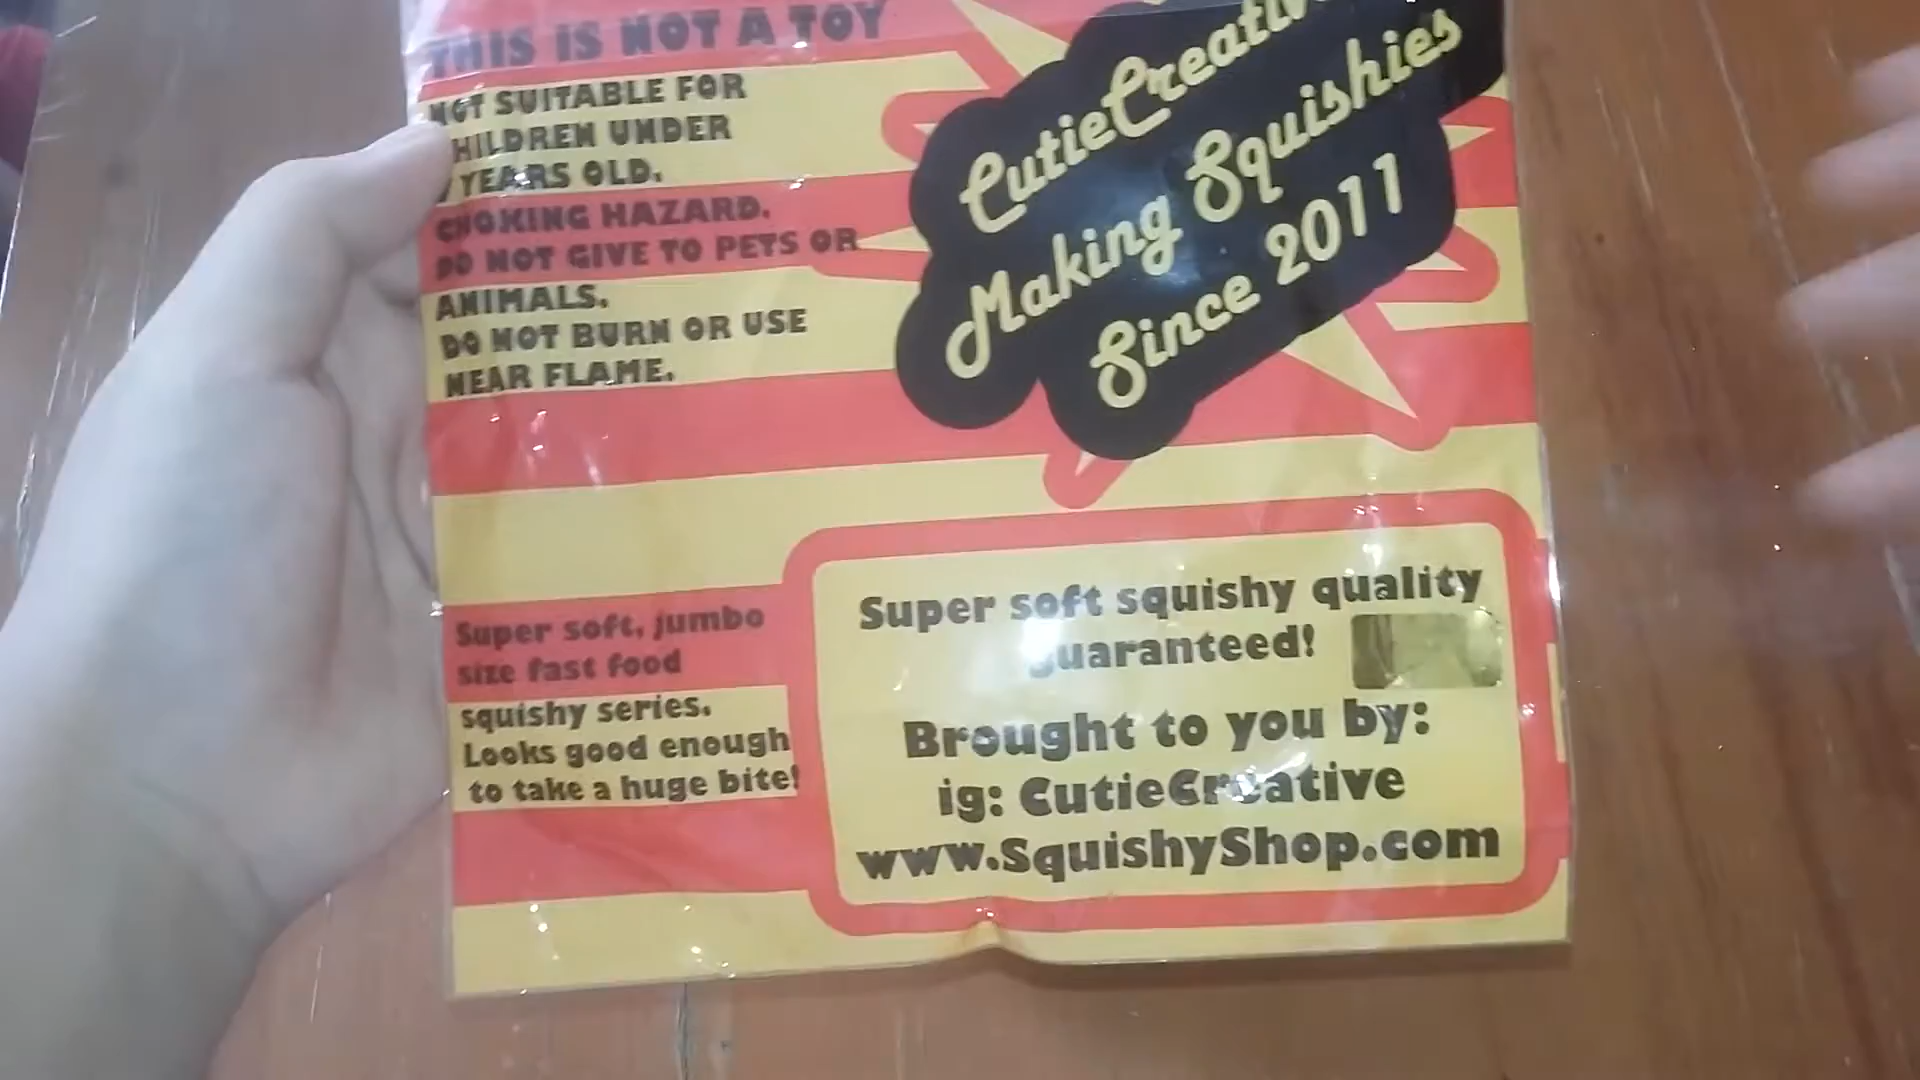 THIS IS NOT A TOY
NOT SUITABLE FOR
CHILDREN UNDER
YEARS OLD.
CHOKING HAZARD.
DO NOT GIVE TO PETS OR
ANIMALS.
DO NOT BURN OR USE
NEAR FLAME.
CutieCreative
Making Squishies
Since 2011
Super soft, jumbo
size fast food
squishy series.
Looks good enough
to take a huge bite!
Super soft squishy quality
guaranteed!
Brought to you by:
ig: CutieCreative
www.SquishyShop.com